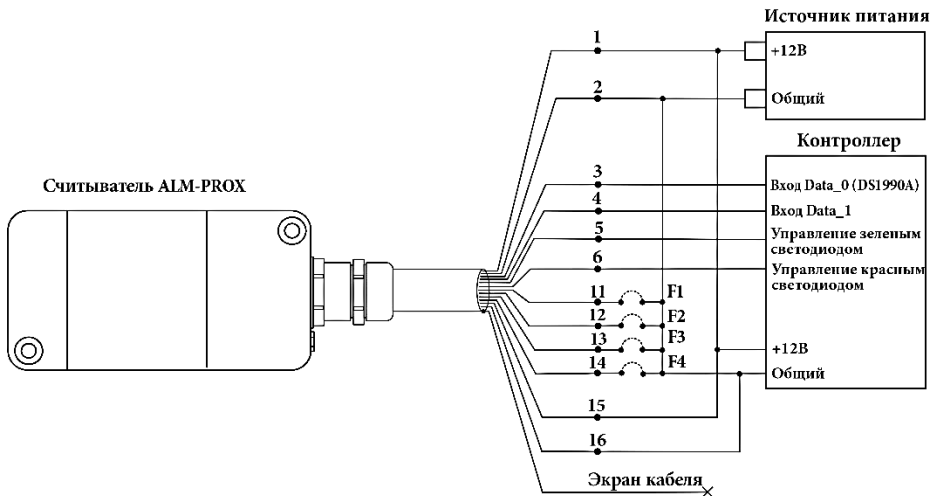 Источник питания
+12В
Общий
Контроллер
Считыватель ALM-PROX
Вход Data_0 (DS1990A)
Вход Data_1
Управление зеленым
светодиодом
Управление красным
светодиодом
+12В
Общий
1
2
3
4
5
6
11
F1
12
F2
13
F3
14
F4
15
16
Экран кабеля